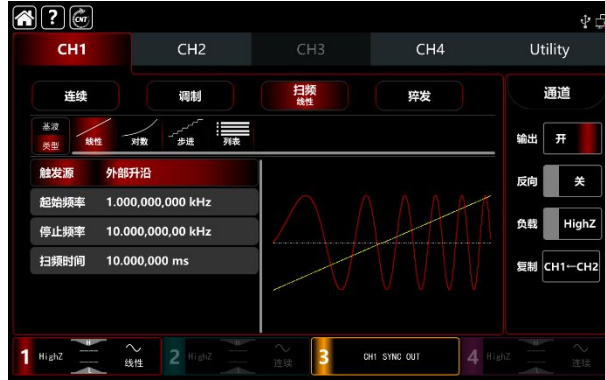 ? CNT
CH1 CH2 CH3 CH4 Utility
连续 调制 扫频 猝发 通道
线性
基波
类型 线性 对数 步进 列表
输出 开
触发源 外部升沿
反向 关
起始频率 1.000,000,000 kHz
停止频率 10.000,000,00 kHz
负载 HighZ
扫频时间 10.000,000 ms
复制 CH1←CH2
1 HighZ 线性 2 HighZ 连续 3 CH1 SYNC OUT 4 HighZ 连续